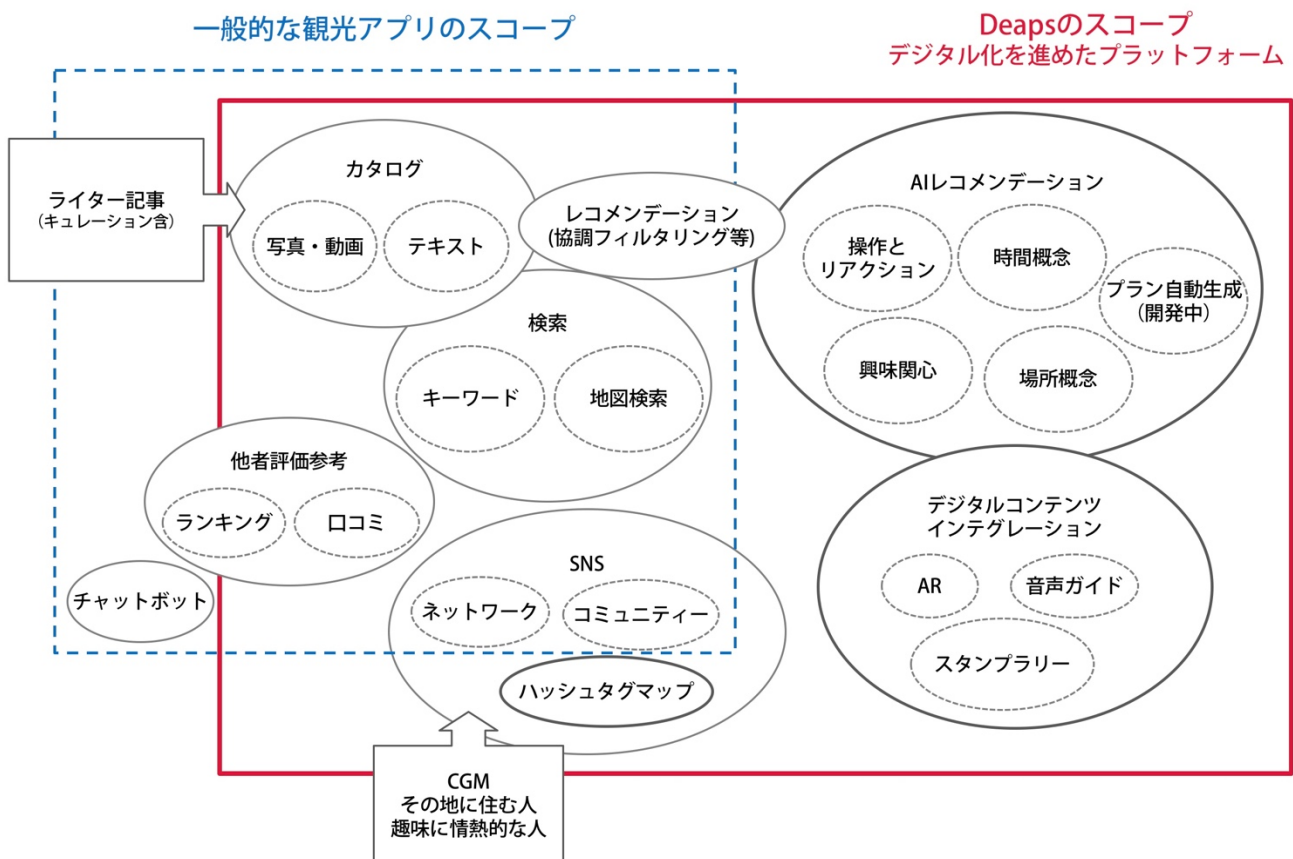 一般的な観光アプリのスコープ
Deapsのスコープ
デジタル化を進めたプラットフォーム
ライター記事
（キュレーション含）
カタログ
写真・動画
テキスト
レコメンデーション
(協調フィルタリング等)
検索
キーワード
地図検索
他者評価参考
ランキング
口コミ
チャットボット
SNS
ネットワーク
コミュニティー
ハッシュタグマップ
CGM
その地に住む人
趣味に情熱的な人
AIレコメンデーション
操作と
リアクション
時間概念
プラン自動生成
（開発中）
興味関心
場所概念
デジタルコンテンツ
インテグレーション
AR
音声ガイド
スタンプラリー